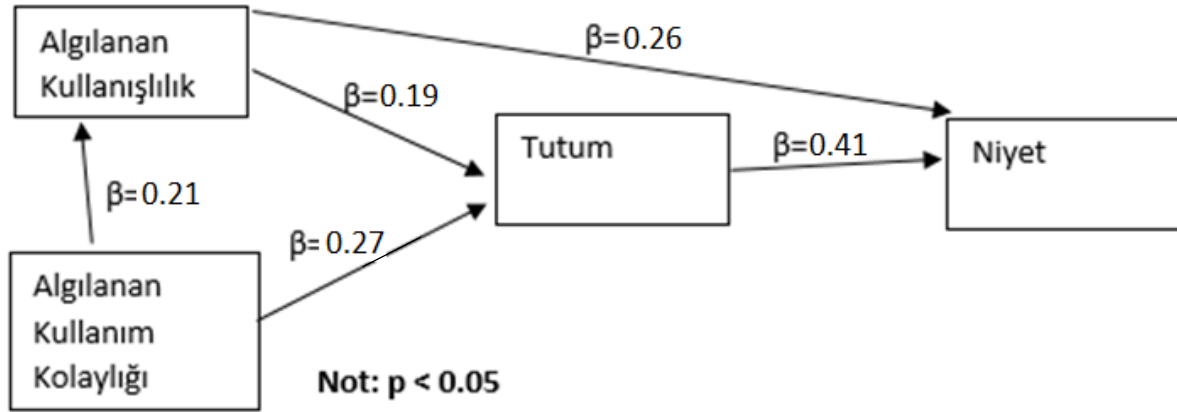 Algılanan
Kullanışlılık
β=0.26
β=0.19
Tutum
β=0.41
Niyet
β=0.21
β=0.27
Algılanan
Kullanım
Kolaylığı
Not: p < 0.05